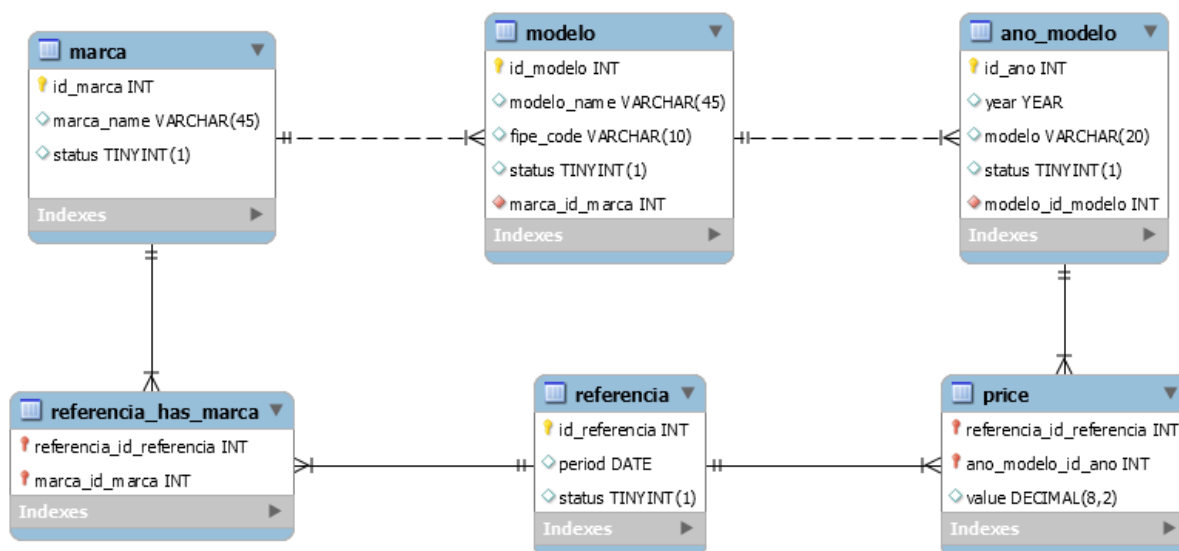 marca
id_marca INT
marca_name VARCHAR(45)
status TINYINT(1)
Indexes
modelo
id_modelo INT
modelo_name VARCHAR(45)
fipe_code VARCHAR(10)
status TINYINT(1)
marca_id_marca INT
Indexes
ano_modelo
id_ano INT
year YEAR
modelo VARCHAR(20)
status TINYINT(1)
modelo_id_modelo INT
Indexes
referencia_has_marca
referencia_id_referencia INT
marca_id_marca INT
Indexes
referencia
id_referencia INT
period DATE
status TINYINT(1)
Indexes
price
referencia_id_referencia INT
ano_modelo_id_ano INT
value DECIMAL(8,2)
Indexes